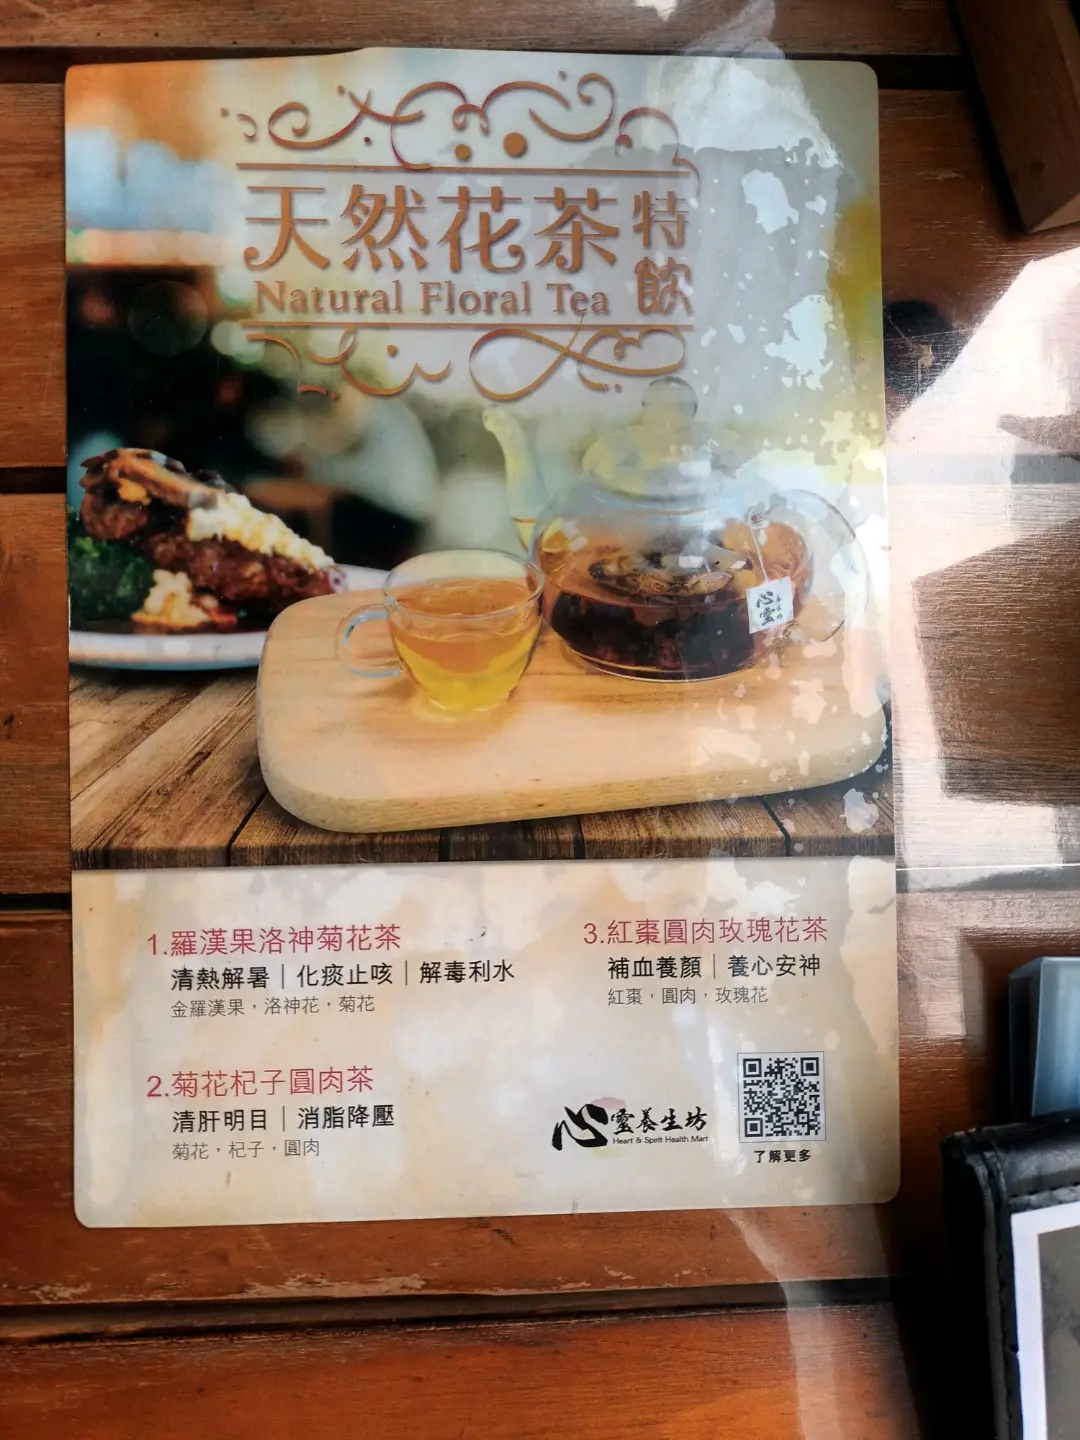 天然花茶特飲
Natural Floral Tea
1.羅漢果洛神菊花茶
清熱解暑｜化痰止咳｜解毒利水
金羅漢果，洛神花，菊花
2.菊花杞子圓肉茶
清肝明目｜消脂降壓
菊花，杞子，圓肉
3.紅棗圓肉玫瑰花茶
補血養顏｜養心安神
紅棗，圓肉，玫瑰花
心靈養生坊
Heart & Spirit Health Mart
了解更多
心靈